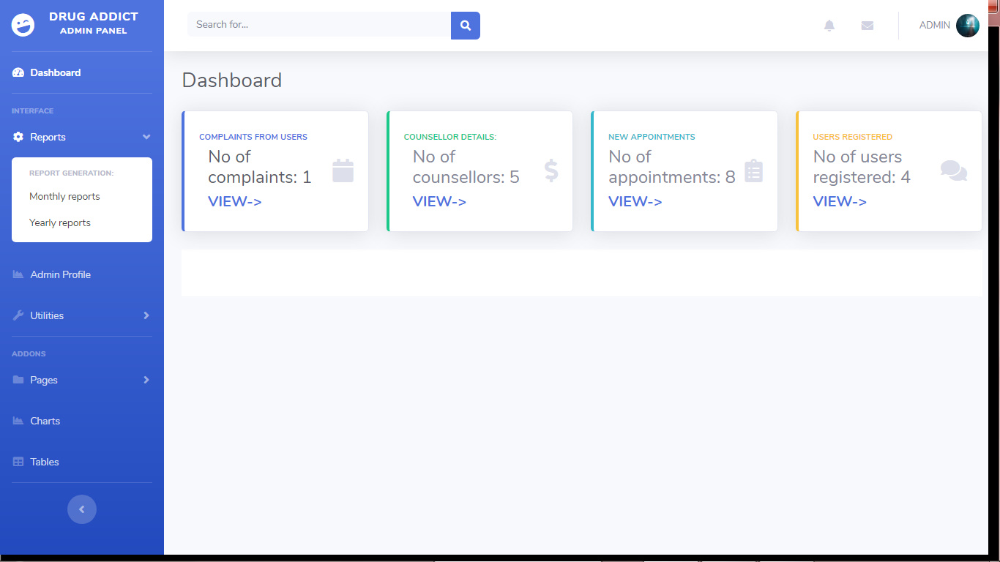 DRUG ADDICT
ADMIN PANEL
Search for...
ADMIN
Dashboard
INTERFACE
Reports
REPORT GENERATION:
Monthly reports
Yearly reports
Admin Profile
Utilities
ADDONS
Pages
Charts
Tables
Dashboard
COMPLAINTS FROM USERS
No of
complaints: 1
VIEW->
COUNSELLOR DETAILS:
No of
counsellors: 5
VIEW->
NEW APPOINTMENTS
No of
appointments: 8
VIEW->
USERS REGISTERED
No of users
registered: 4
VIEW->